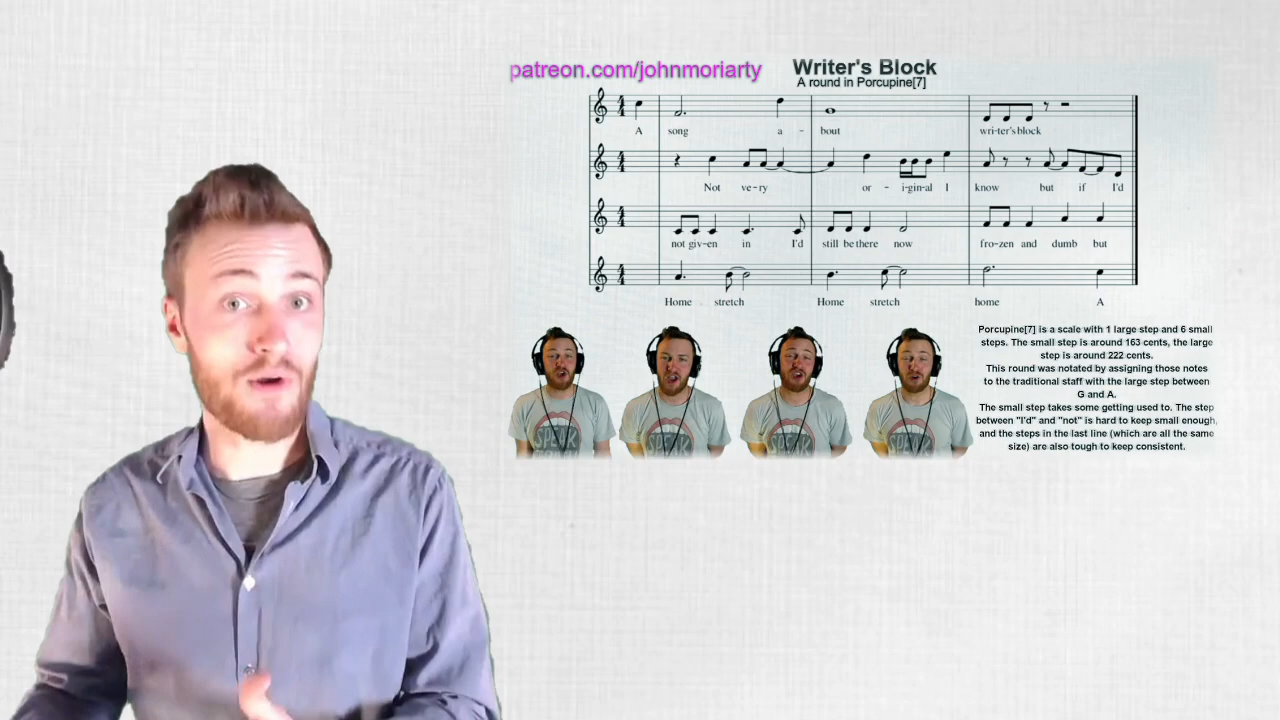 patreon.com/johnmoriarty
Writer's Block
A round in Porcupine[7]
A song a - bout wri-ter's block
Not ve-ry or - i-gin-al I know but if I'd
not giv-en in I'd still be there now fro-zen and dumb but
Home stretch Home stretch home A
SPEAK
SPEAK
SPEAK
SPEAK
Porcupine[7] is a scale with 1 large step and 6 small
steps. The small step is around 163 cents, the large
step is around 222 cents.
This round was notated by assigning those notes
to the traditional staff with the large step between
G and A.
The small step takes some getting used to. The step
between "I'd" and "not" is hard to keep small enough,
and the steps in the last line (which are all the same
size) are also tough to keep consistent.